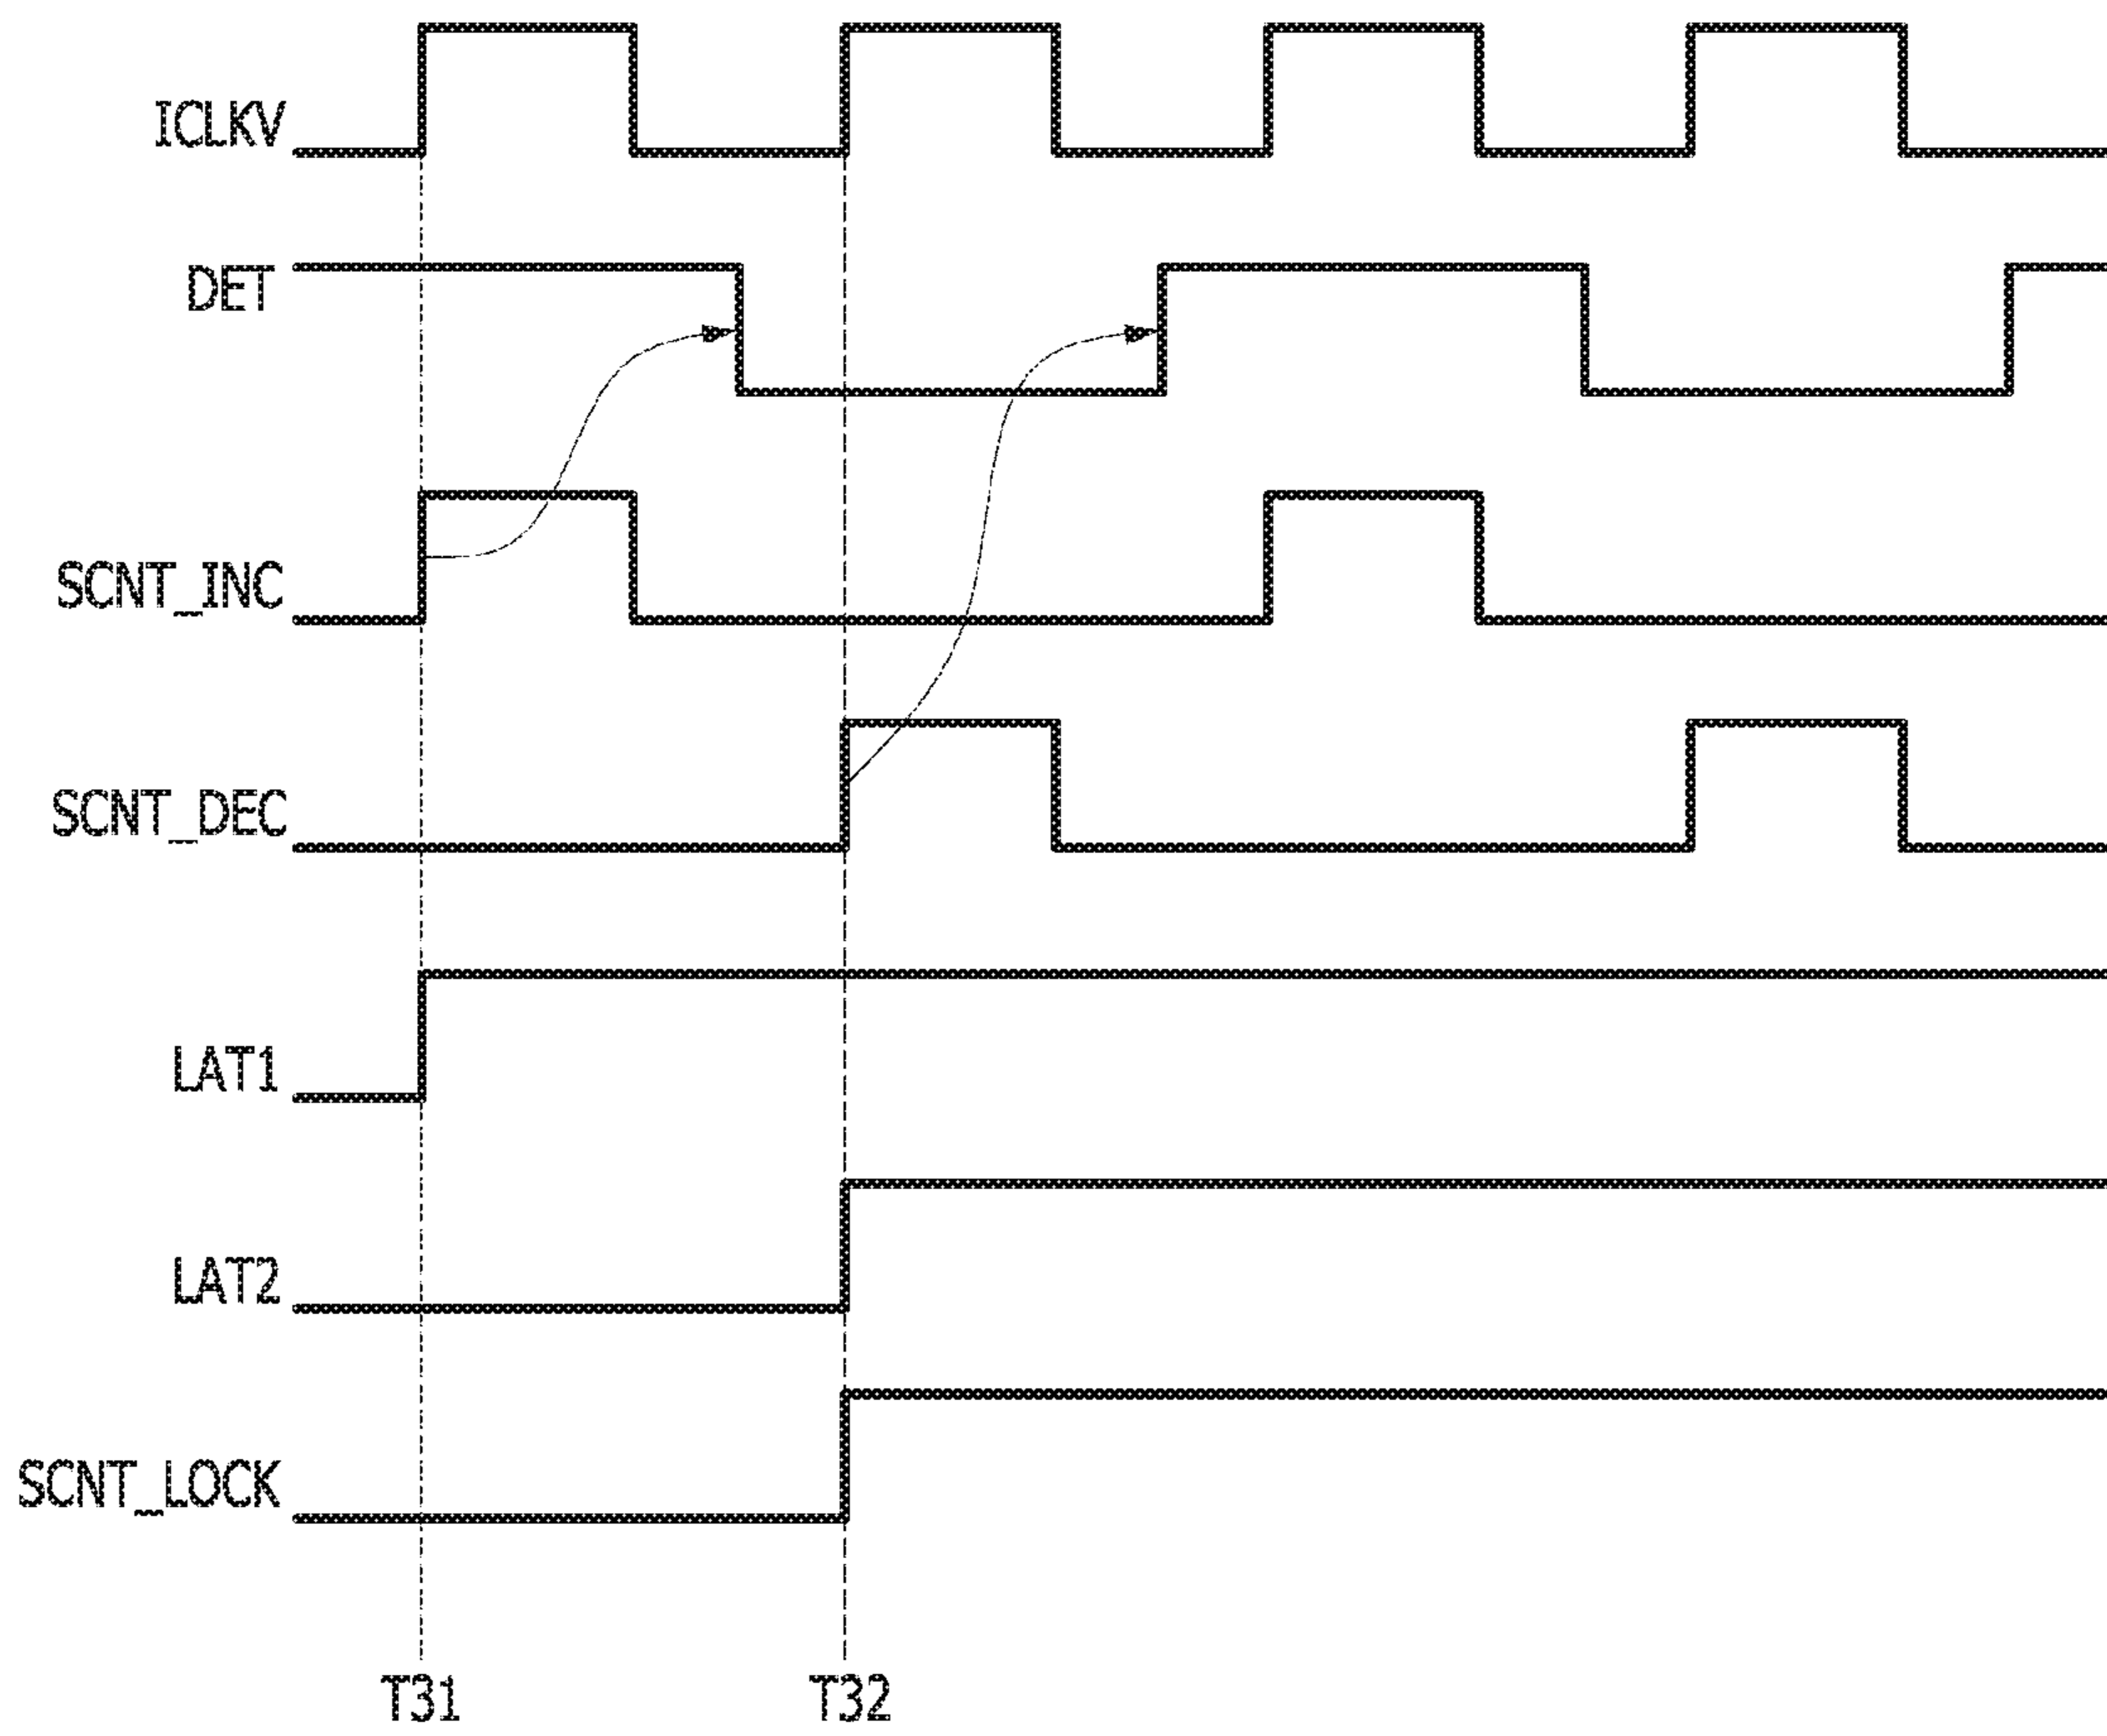 ICLKV
DET
SCNT_INC
SCNT_DEC
LAT1
LAT2
SCNT_LOCK
T31 T32